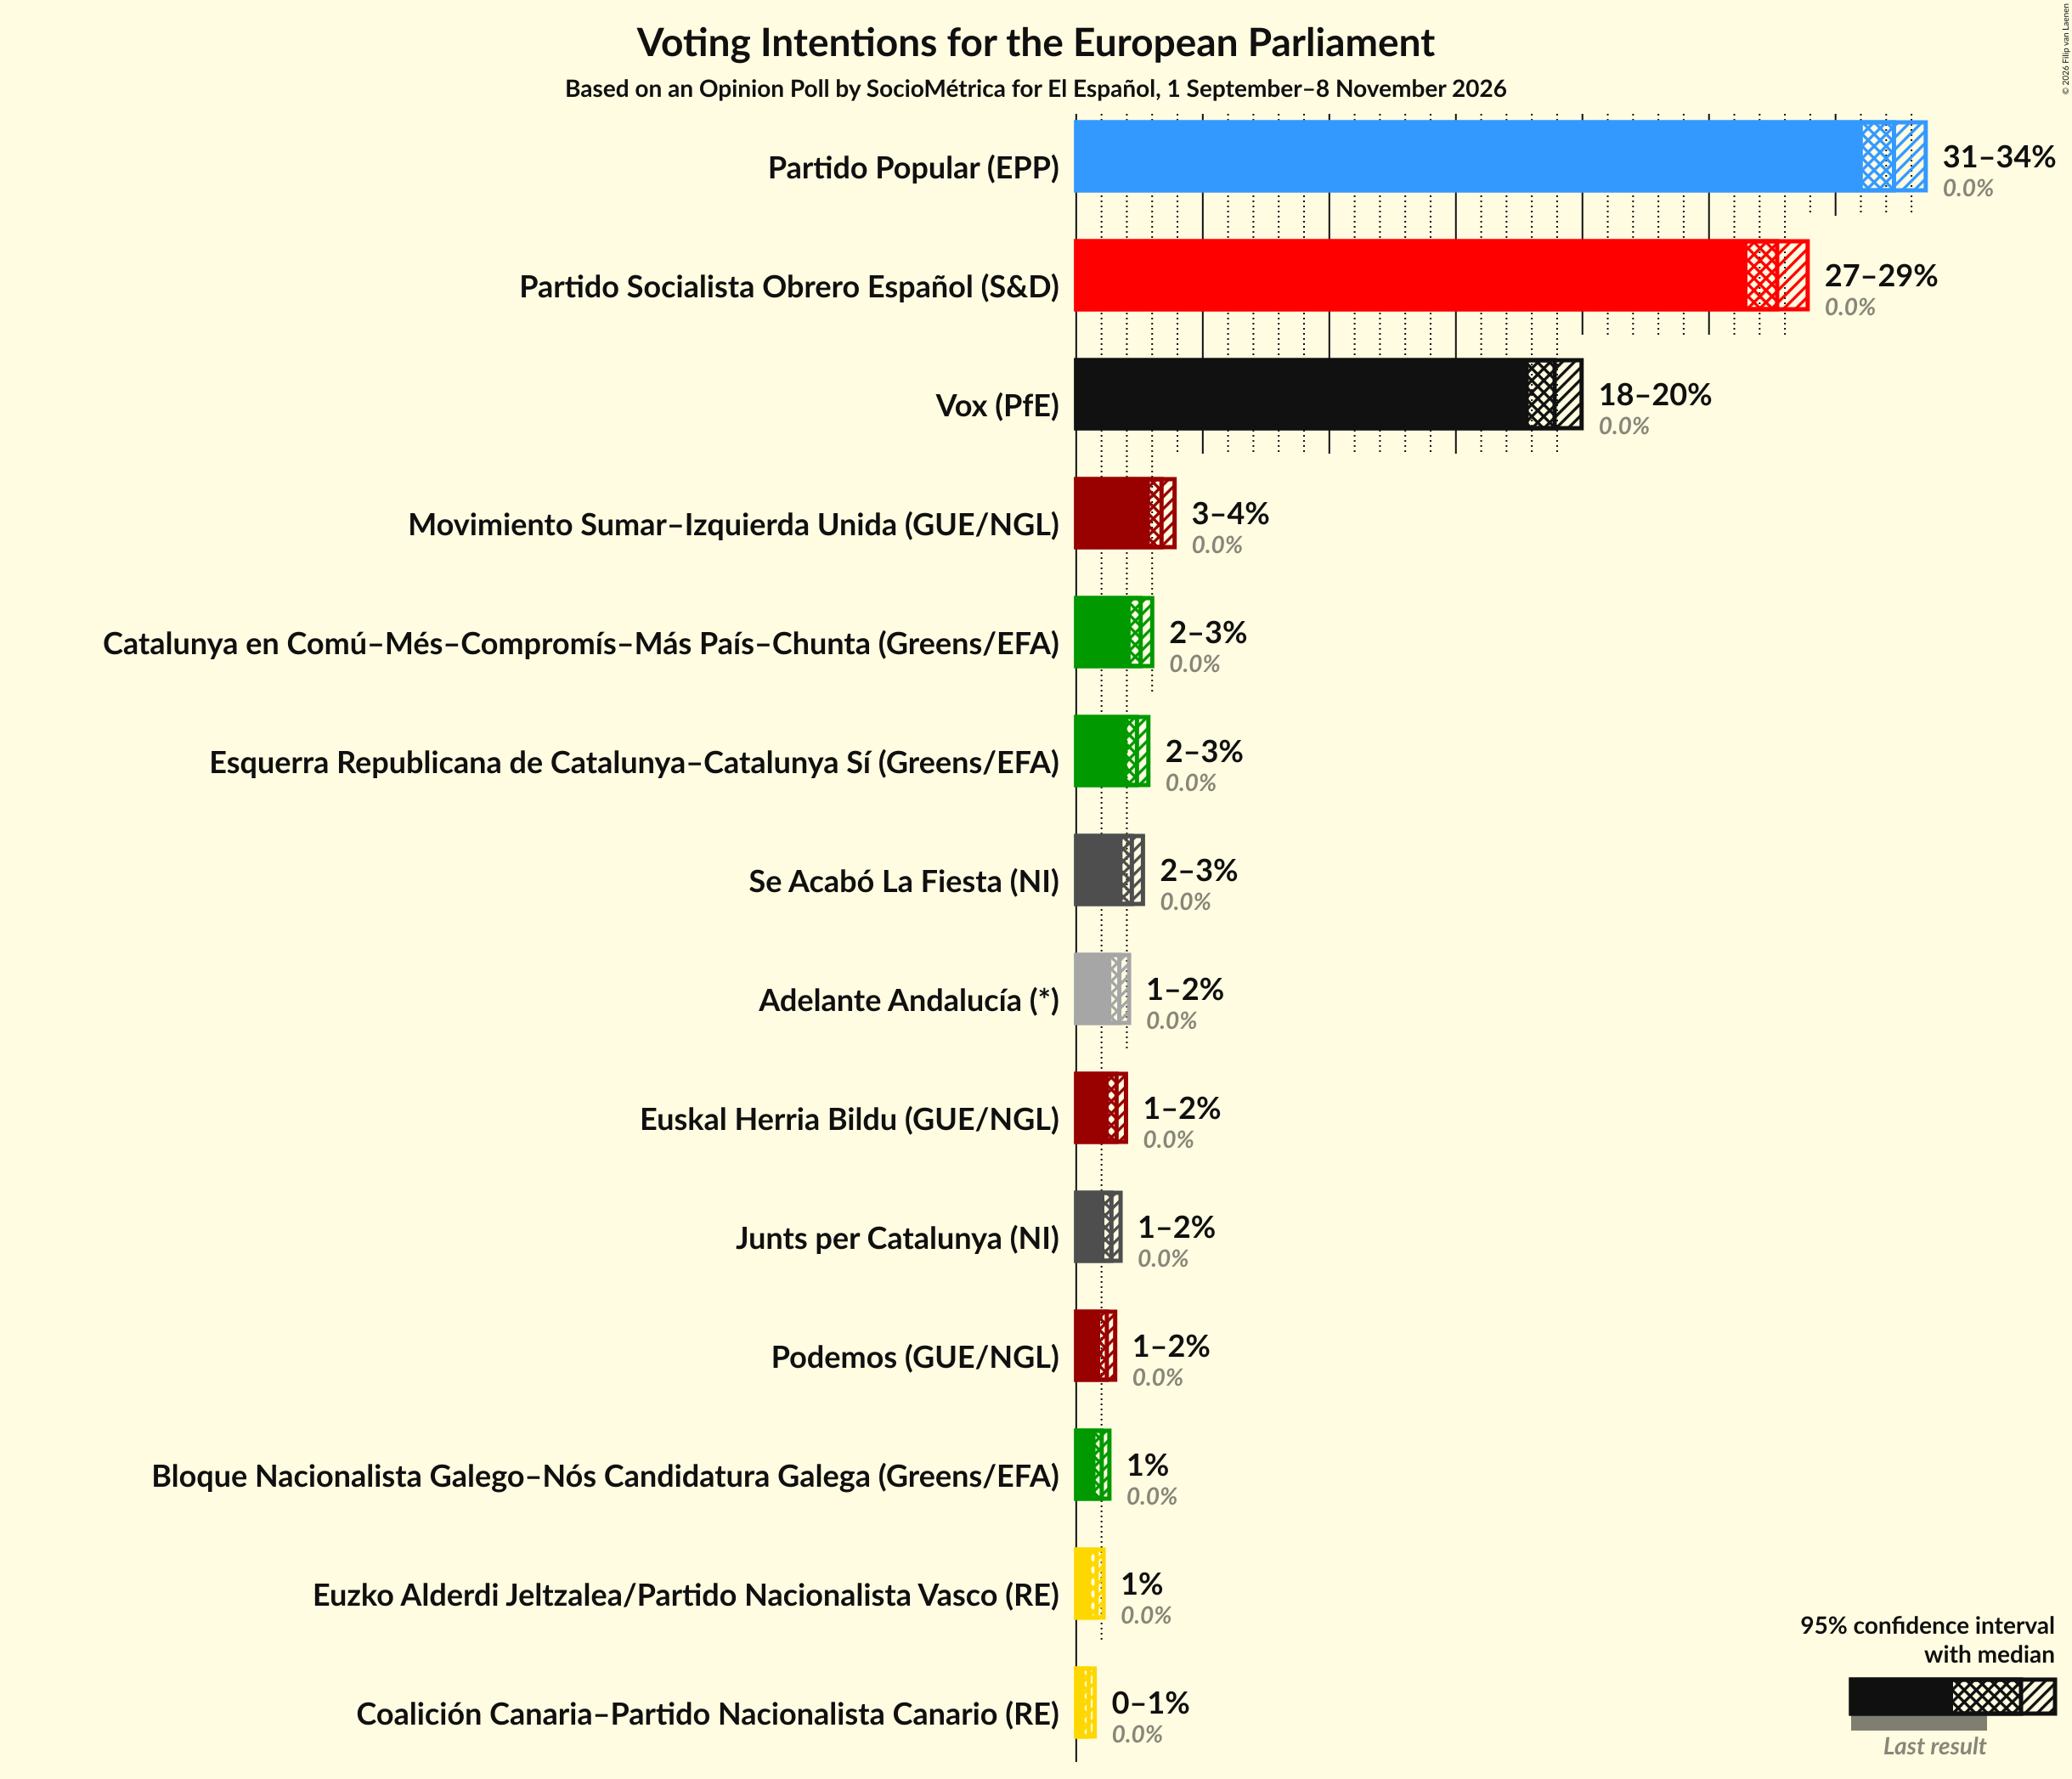 Voting Intentions for the European Parliament
Based on an Opinion Poll by SocioMétrica for El Español, 1 September–8 November 2026
© 2026 Filip van Laenen
Partido Popular (EPP)
31–34%
0.0%
Partido Socialista Obrero Español (S&D)
27–29%
0.0%
Vox (PfE)
18–20%
0.0%
Movimiento Sumar–Izquierda Unida (GUE/NGL)
3–4%
0.0%
Catalunya en Comú–Més–Compromís–Más País–Chunta (Greens/EFA)
2–3%
0.0%
Esquerra Republicana de Catalunya–Catalunya Sí (Greens/EFA)
2–3%
0.0%
Se Acabó La Fiesta (NI)
2–3%
0.0%
Adelante Andalucía (*)
1–2%
0.0%
Euskal Herria Bildu (GUE/NGL)
1–2%
0.0%
Junts per Catalunya (NI)
1–2%
0.0%
Podemos (GUE/NGL)
1–2%
0.0%
Bloque Nacionalista Galego–Nós Candidatura Galega (Greens/EFA)
1%
0.0%
Euzko Alderdi Jeltzalea/Partido Nacionalista Vasco (RE)
1%
0.0%
Coalición Canaria–Partido Nacionalista Canario (RE)
0–1%
0.0%
95% confidence interval
with median
Last result